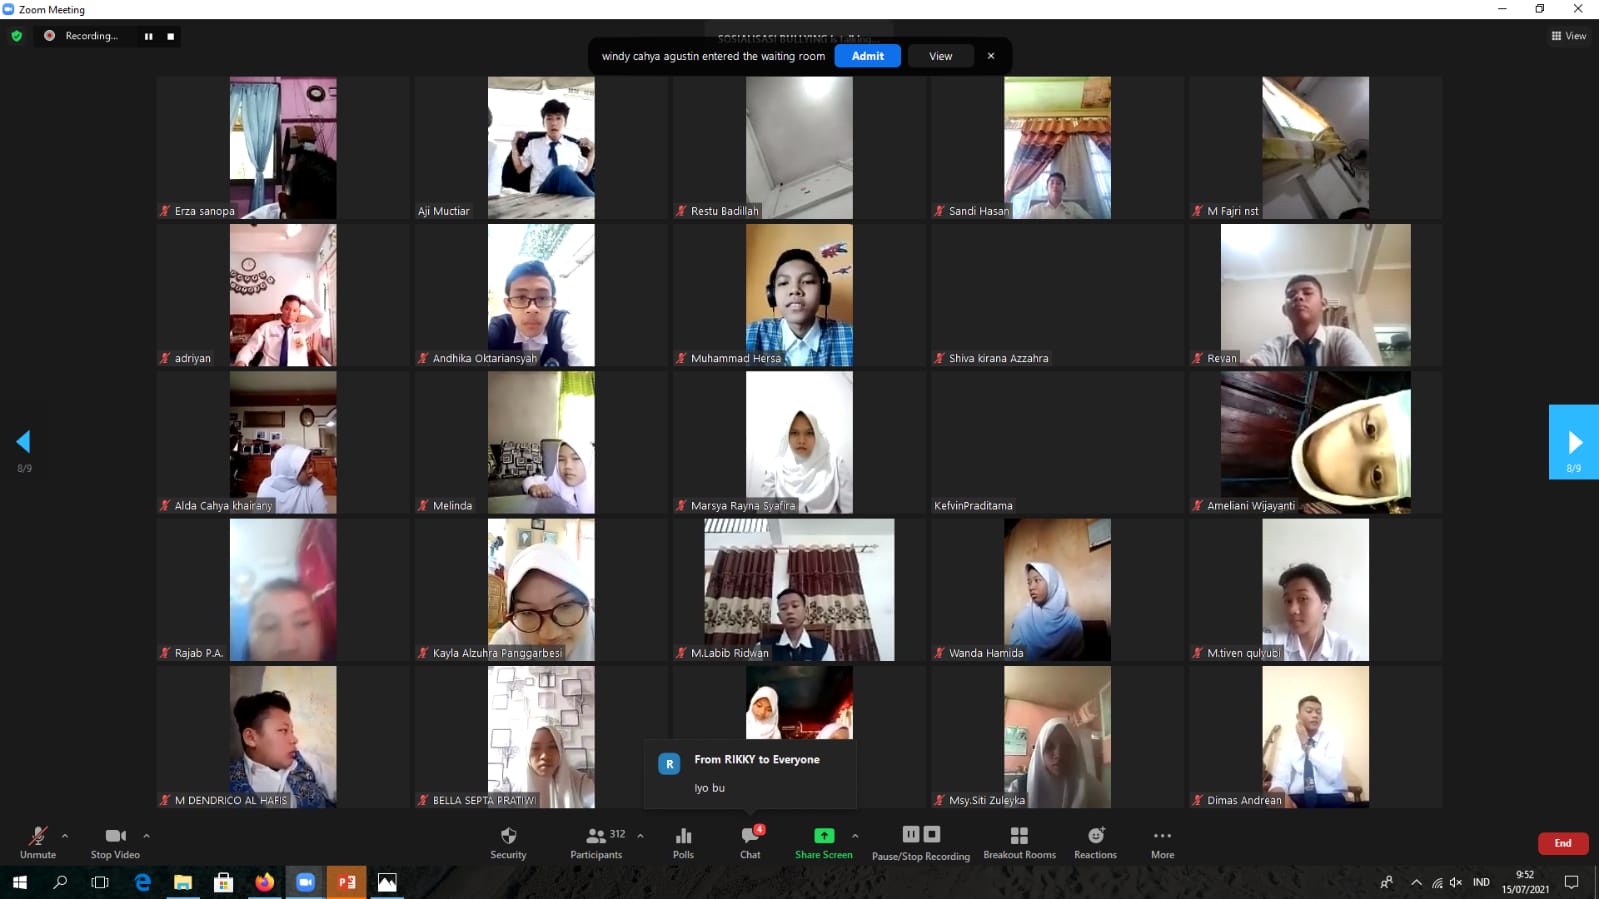 Zoom Meeting
Recording...
SOSIALISASI BULLYING is talking...
View
windy cahya agustin entered the waiting room
Admit
View
Erza sanopa
Aji Muctiar
Restu Badillah
Sandi Hasan
M Fajri nst
adriyan
Andhika Oktariansyah
Muhammad Hersa
Shiva kirana Azzahra
Revan
8/9
8/9
Alda Cahya khairany
Melinda
Marsya Rayna Syafira
KefvinPraditama
Ameliani Wijayanti
Rajab P.A.
Kayla Alzuhra Panggarbesi
M.Labib Ridwan
Wanda Hamida
M.tiven qulyubi
M DENDRICO AL HAFIS
BELLA SEPTA PRATIWI
R
From RIKKY to Everyone
Iyo bu
Msy.Siti Zuleyka
Dimas Andrean
Unmute
Stop Video
Security
312
Participants
Polls
4
Chat
Share Screen
Pause/Stop Recording
Breakout Rooms
Reactions
More
End
IND
9:52
15/07/2021